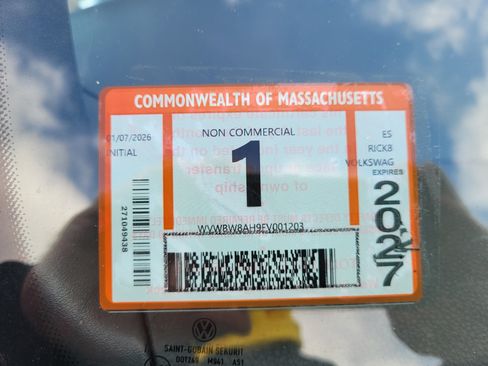 COMMONWEALTH OF MASSACHUSETTS
01/07/2026
INITIAL
NON COMMERCIAL
ES
RICK8
VOLKSWAG
EXPIRES
1
2027
271049438
WVWBW8AH9FV001203
SAINT-GOBAIN SEKURIT